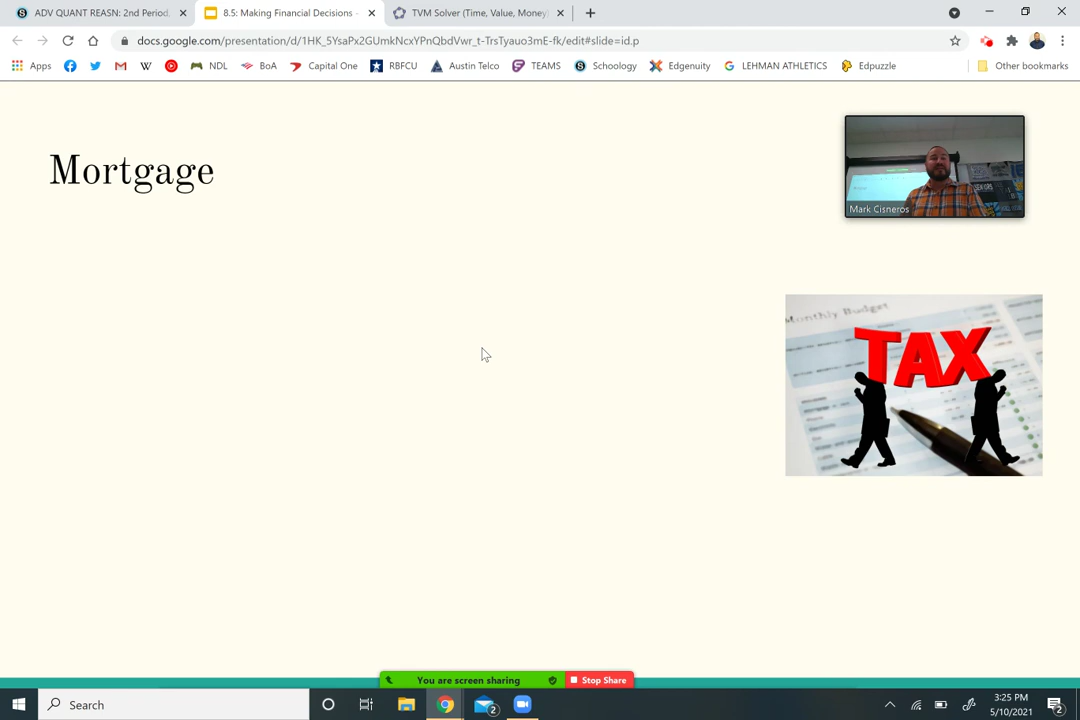 ADV QUANT REASN: 2nd Period,
8.5: Making Financial Decisions -
TVM Solver (Time, Value, Money)
docs.google.com/presentation/d/1HK_5YsaPx2GUmkNcxYPnQbdVwr_t-TrsTyauo3mE-fk/edit#slide=id.p
Apps
NDL
BoA
Capital One
RBFCU
Austin Telco
TEAMS
Schoology
Edgenuity
LEHMAN ATHLETICS
Edpuzzle
Other bookmarks
Mortgage
Mark Cisneros
Monthly Budget
TAX
You are screen sharing
Stop Share
Search
2
3:25 PM
5/10/2021
2